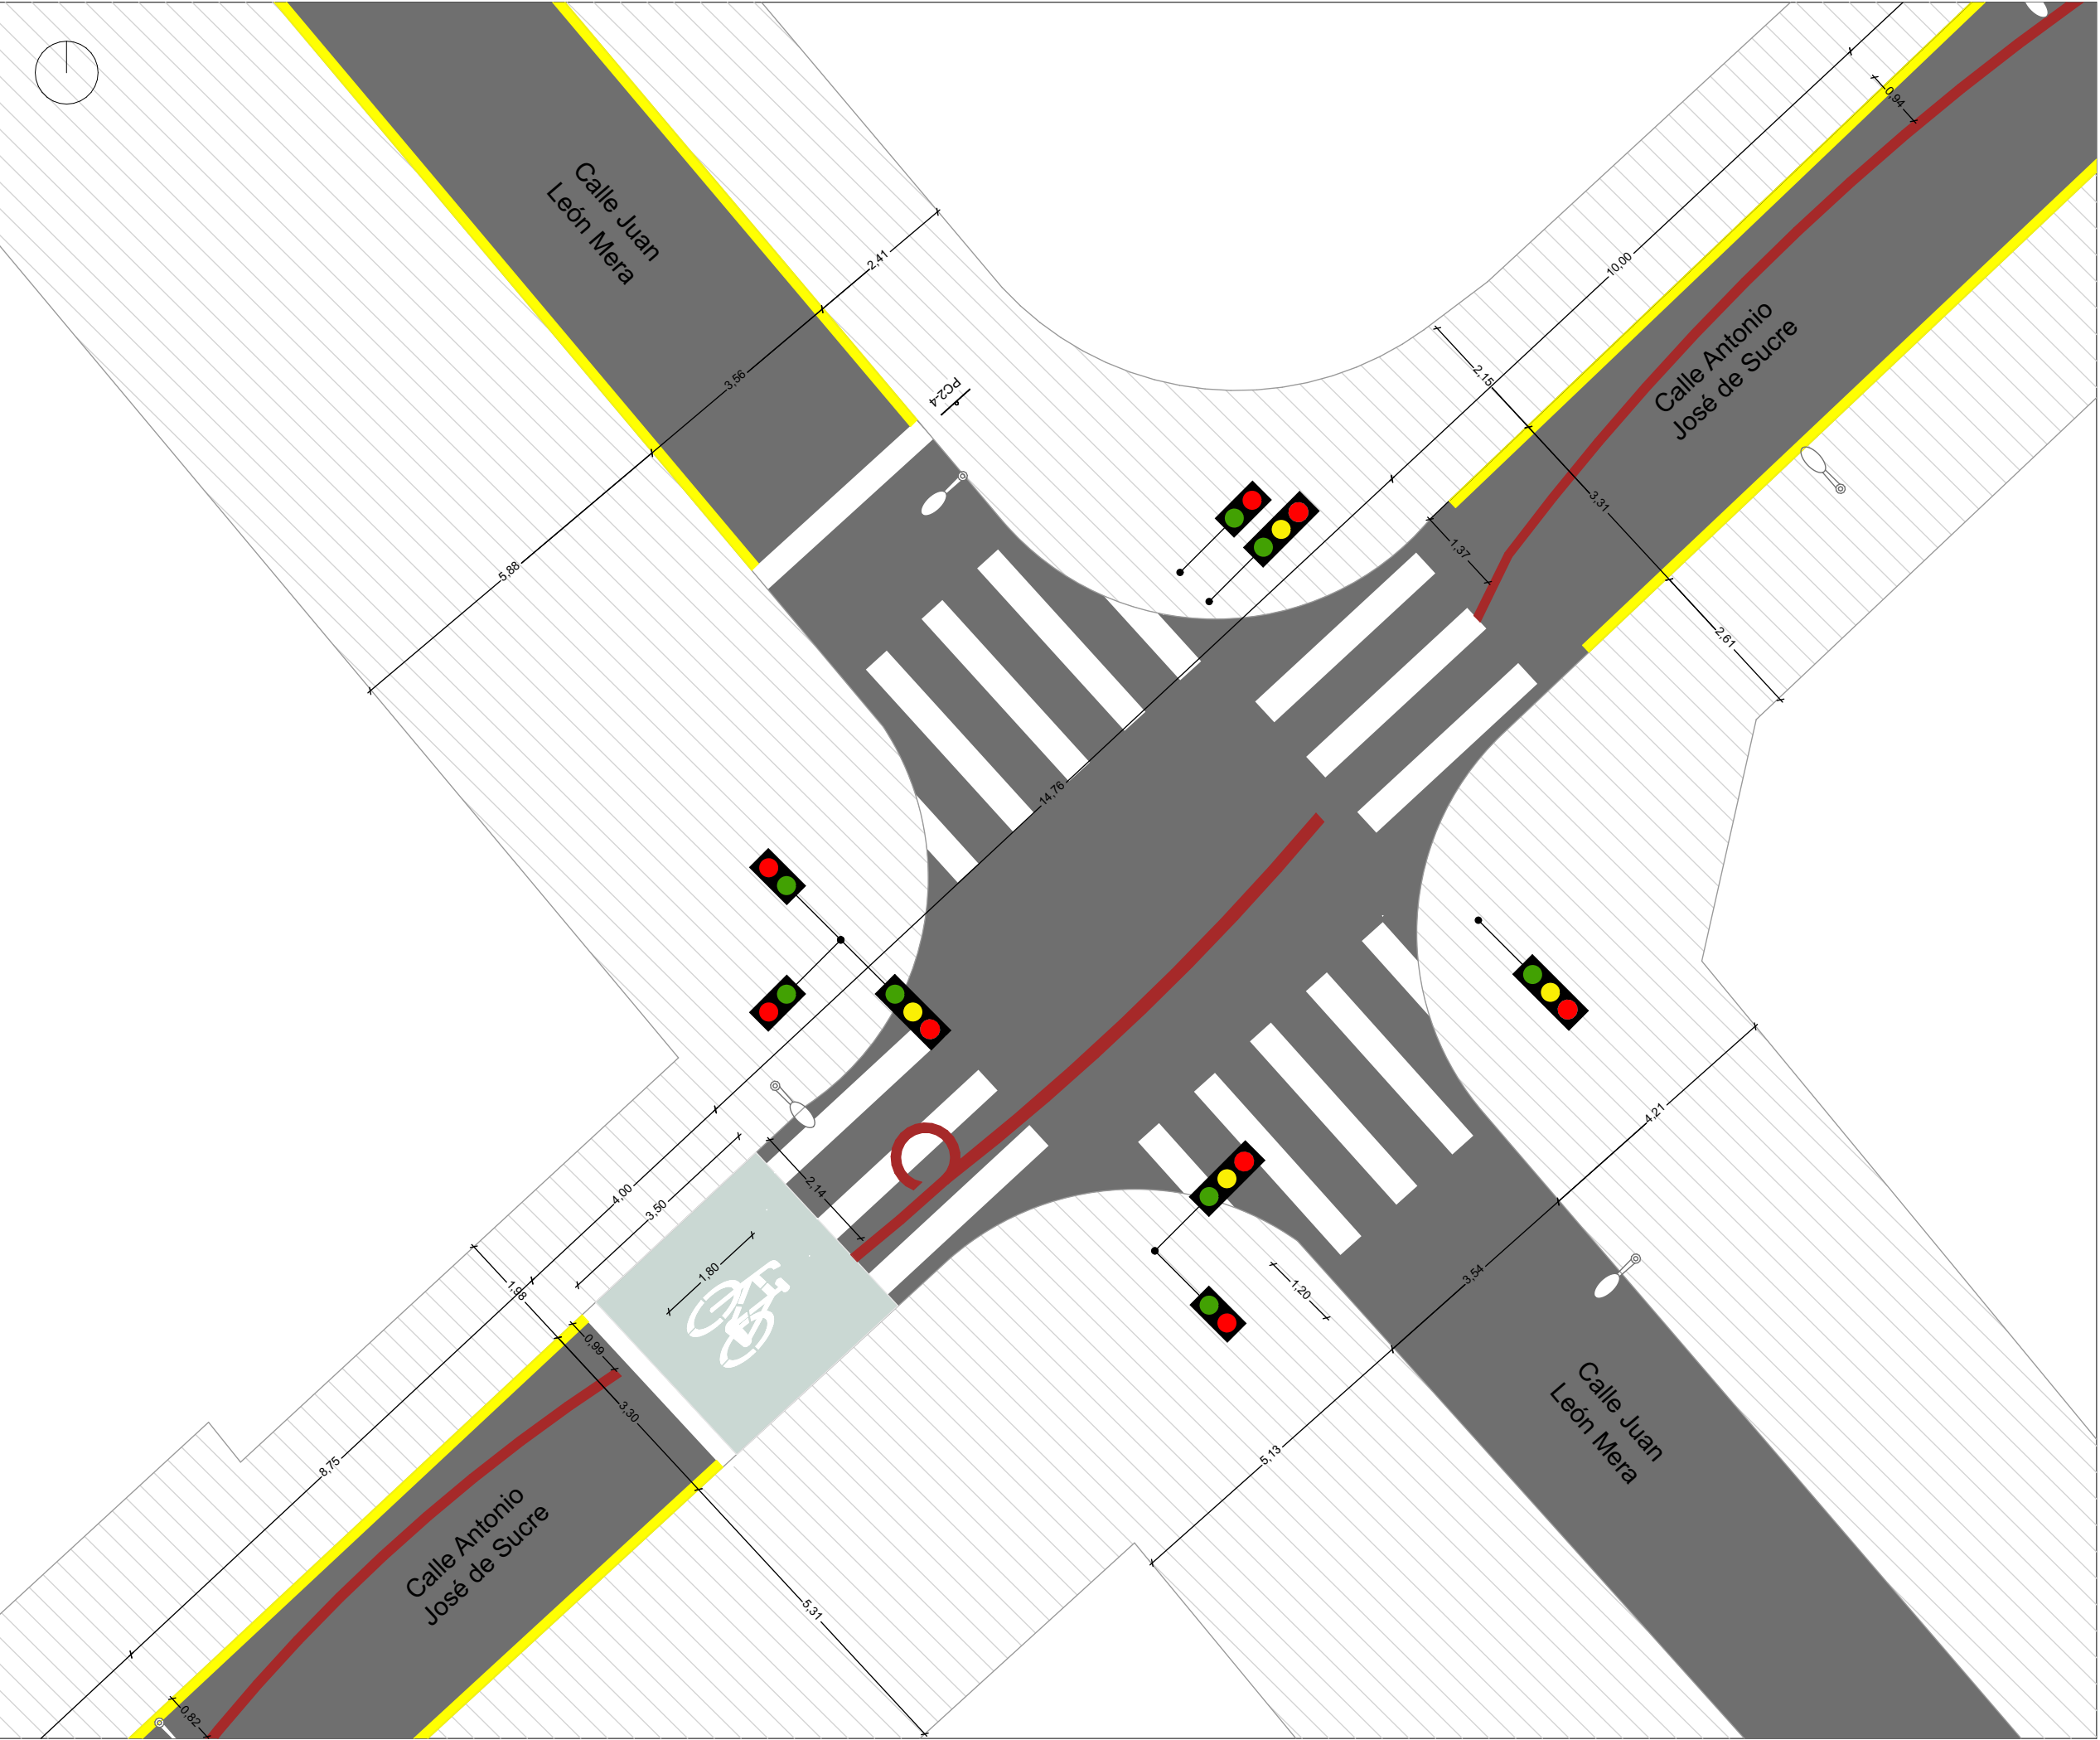 0,94
Calle Juan
León Mera
2,41
10,00
Calle Antonio
José de Sucre
3,56
2,15
PC2-4
3,31
1,37
5,88
2,61
14,76
4,21
2,14
4,00
3,50
1,80
3,54
1,98
1,20
0,99
3,30
Calle Juan
León Mera
5,13
8,75
Calle Antonio
José de Sucre
5,31
0,82